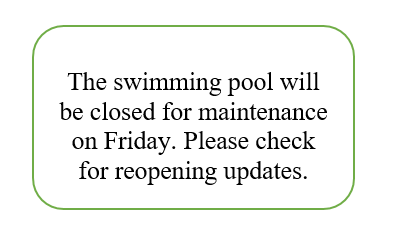 The swimming pool will
be closed for maintenance
on Friday. Please check
for reopening updates.